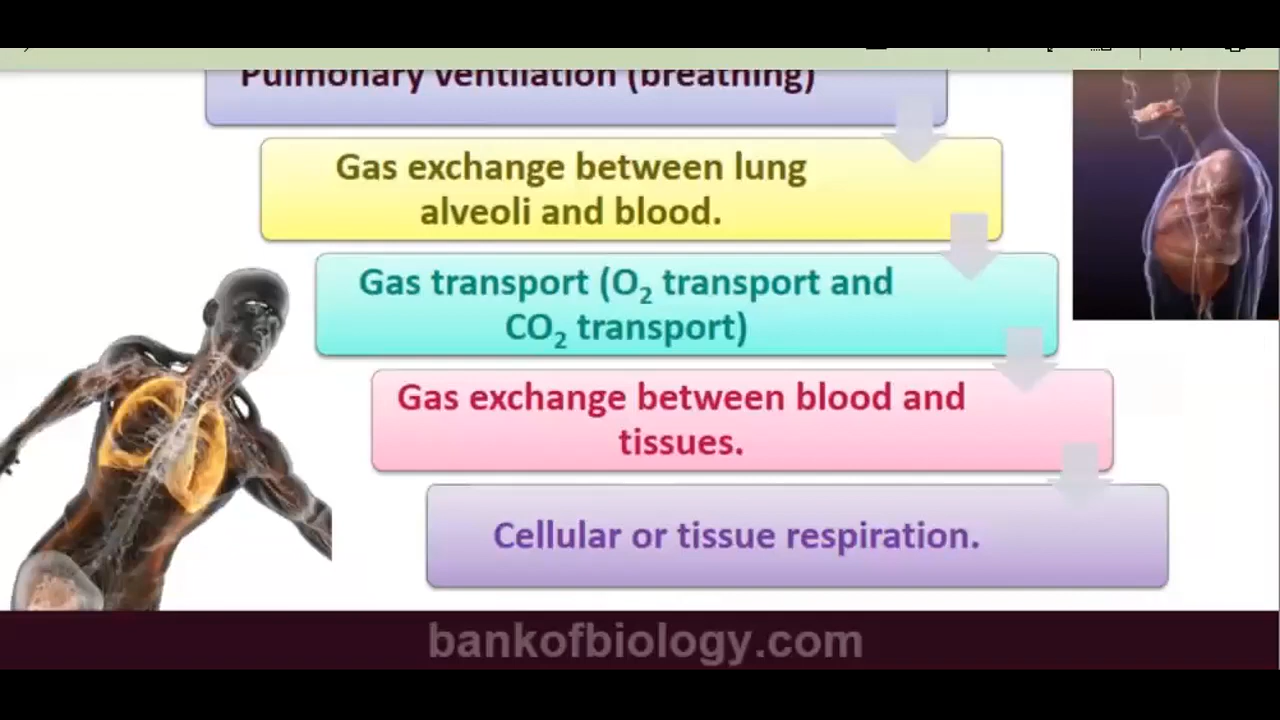 Pulmonary ventilation (breathing)
Gas exchange between lung
alveoli and blood.
Gas transport (O₂ transport and
CO₂ transport)
Gas exchange between blood and
tissues.
Cellular or tissue respiration.
bankofbiology.com